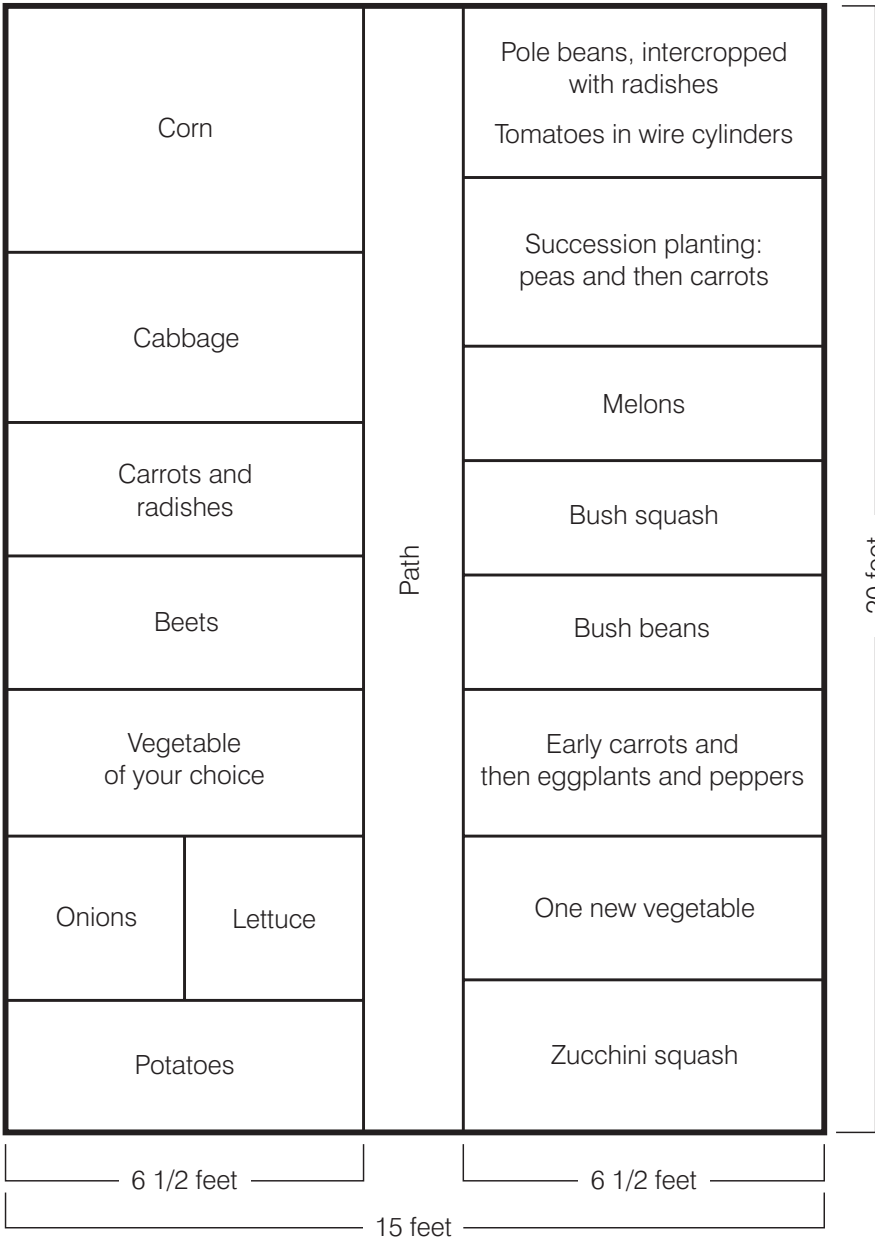 Corn
Cabbage
Carrots and
radishes
Beets
Vegetable
of your choice
Onions
Lettuce
Potatoes
Path
Pole beans, intercropped
with radishes
Tomatoes in wire cylinders
Succession planting:
peas and then carrots
Melons
Bush squash
Bush beans
Early carrots and
then eggplants and peppers
One new vegetable
Zucchini squash
20 feet
6 1/2 feet
6 1/2 feet
15 feet